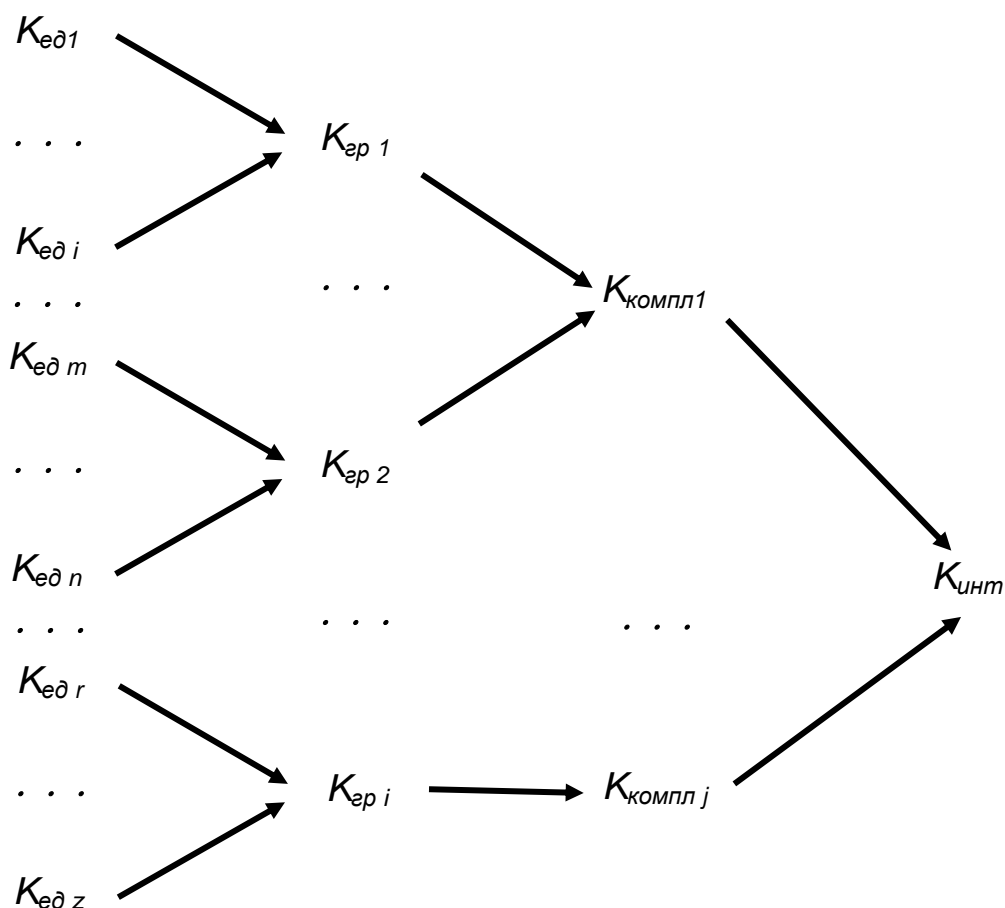 Kед1
. . .
Kгр 1
Kед i
. . .
. . .
Kкомпл1
Kед m
. . .
Kгр 2
Kед n
Kинт
. . .
. . .
. . .
Kед r
. . .
Kгр i
Kкомпл j
Kед z